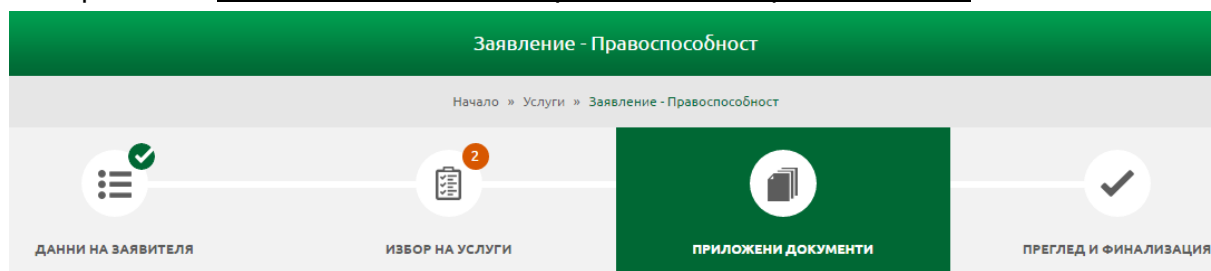 Заявление - Правоспособност
Начало » Услуги » Заявление - Правоспособност
2
ДАННИ НА ЗАЯВИТЕЛЯ
ИЗБОР НА УСЛУГИ
ПРИЛОЖЕНИ ДОКУМЕНТИ
ПРЕГЛЕД И ФИНАЛИЗАЦИЯ